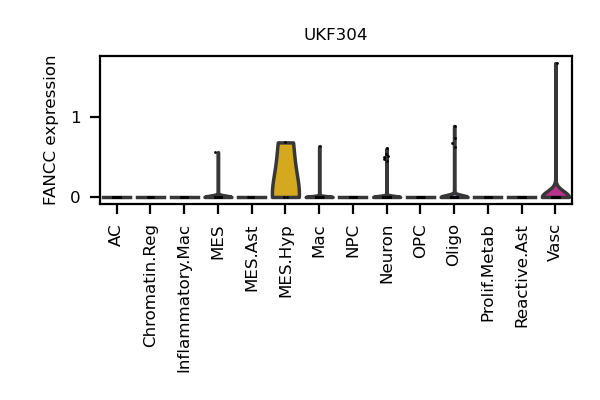 UKF304
FANCC expression
1
0
AC
Chromatin.Reg
Inflammatory.Mac
MES
MES.Ast
MES.Hyp
Mac
NPC
Neuron
OPC
Oligo
Prolif.Metab
Reactive.Ast
Vasc